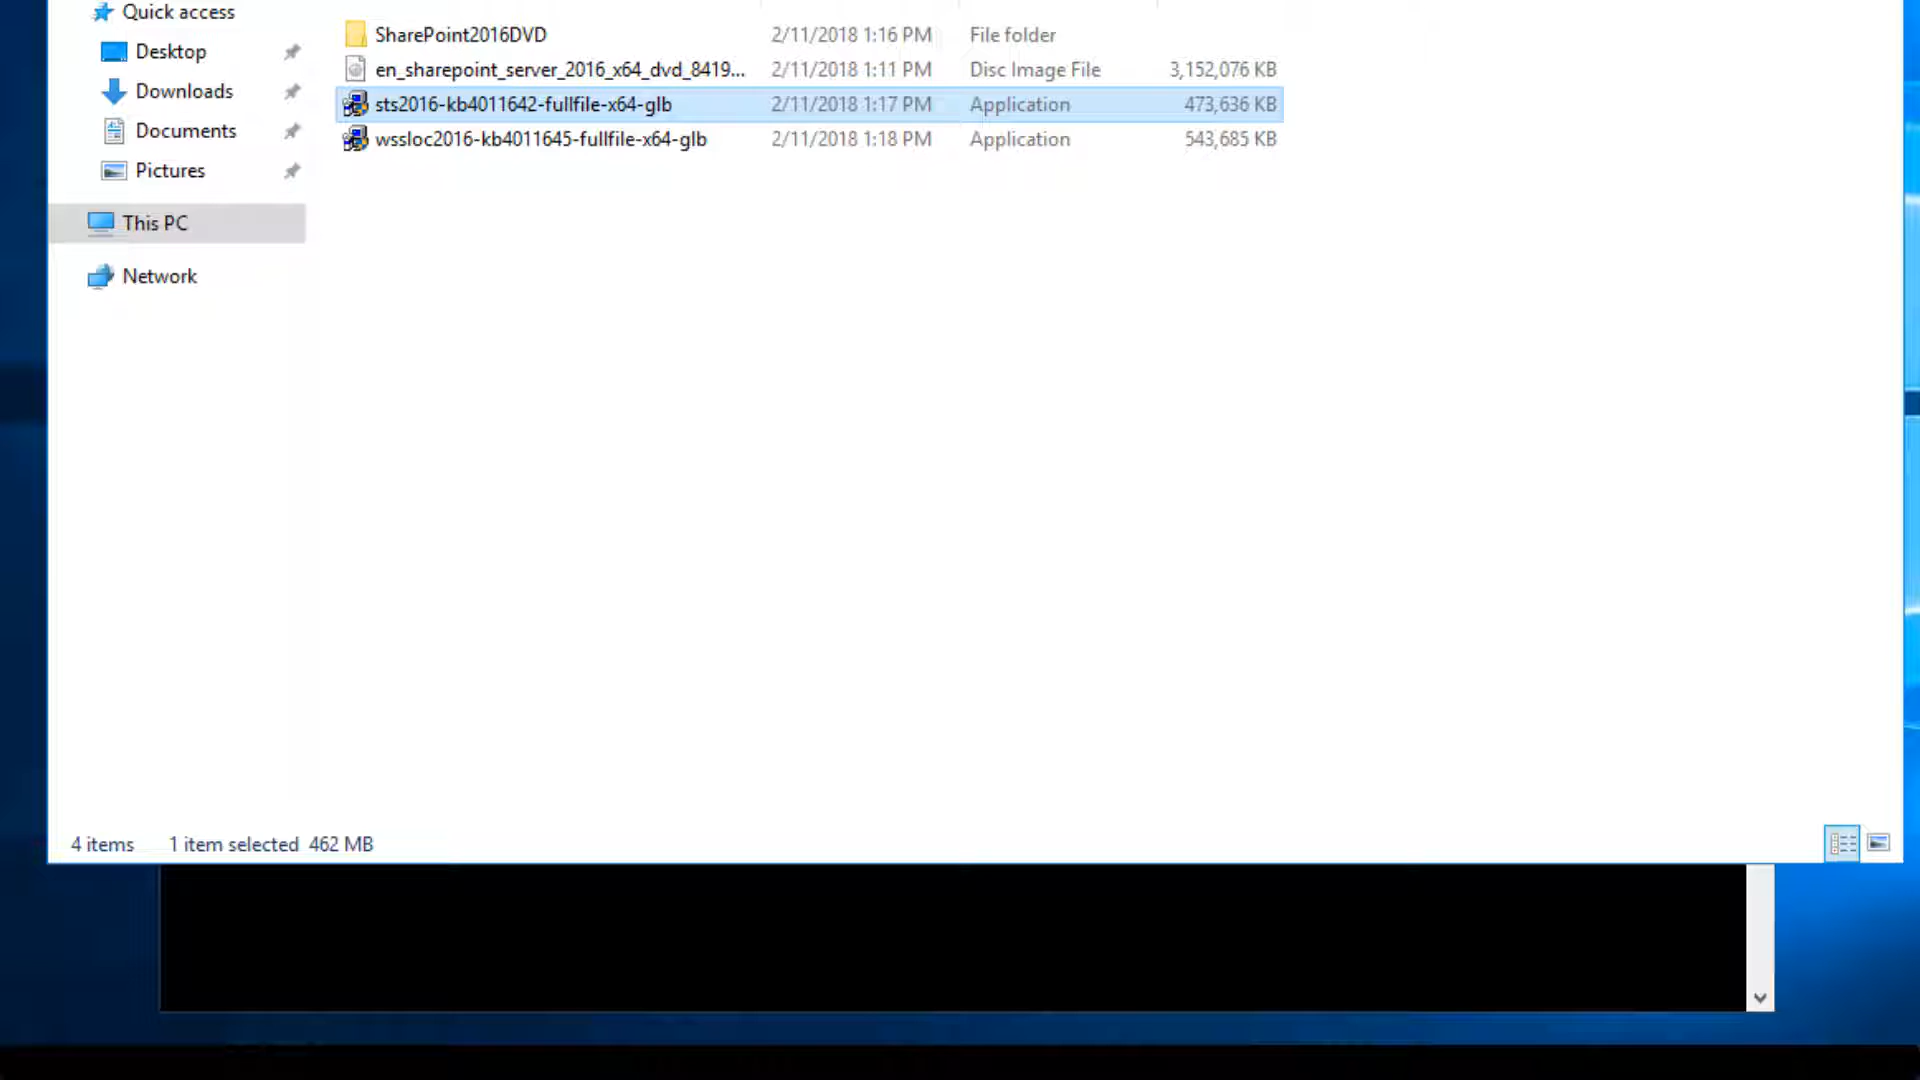 Quick access
SharePoint2016DVD 2/11/2018 1:16 PM File folder
Desktop
en_sharepoint_server_2016_x64_dvd_8419... 2/11/2018 1:11 PM Disc Image File 3,152,076 KB
Downloads
sts2016-kb4011642-fullfile-x64-glb 2/11/2018 1:17 PM Application 473,636 KB
Documents
wssloc2016-kb4011645-fullfile-x64-glb 2/11/2018 1:18 PM Application 543,685 KB
Pictures
This PC
Network
4 items 1 item selected 462 MB